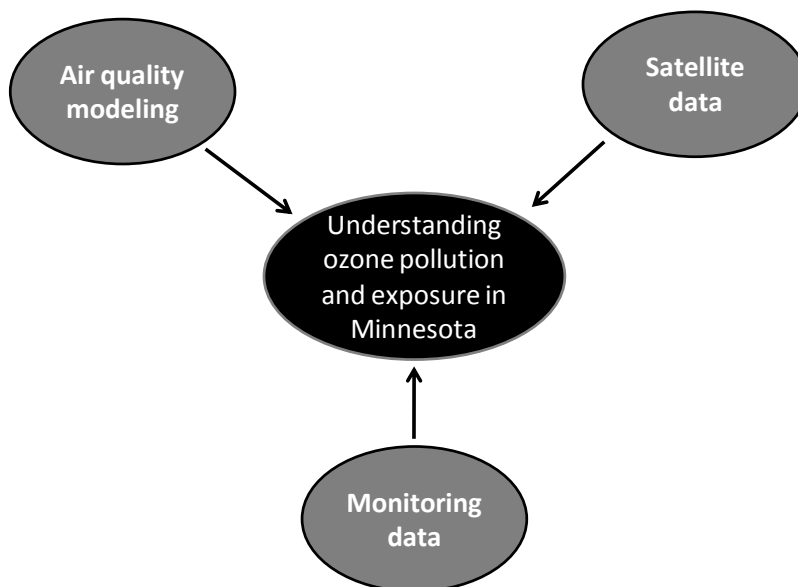 Air quality
modeling
Satellite
data
Understanding
ozone pollution
and exposure in
Minnesota
Monitoring
data